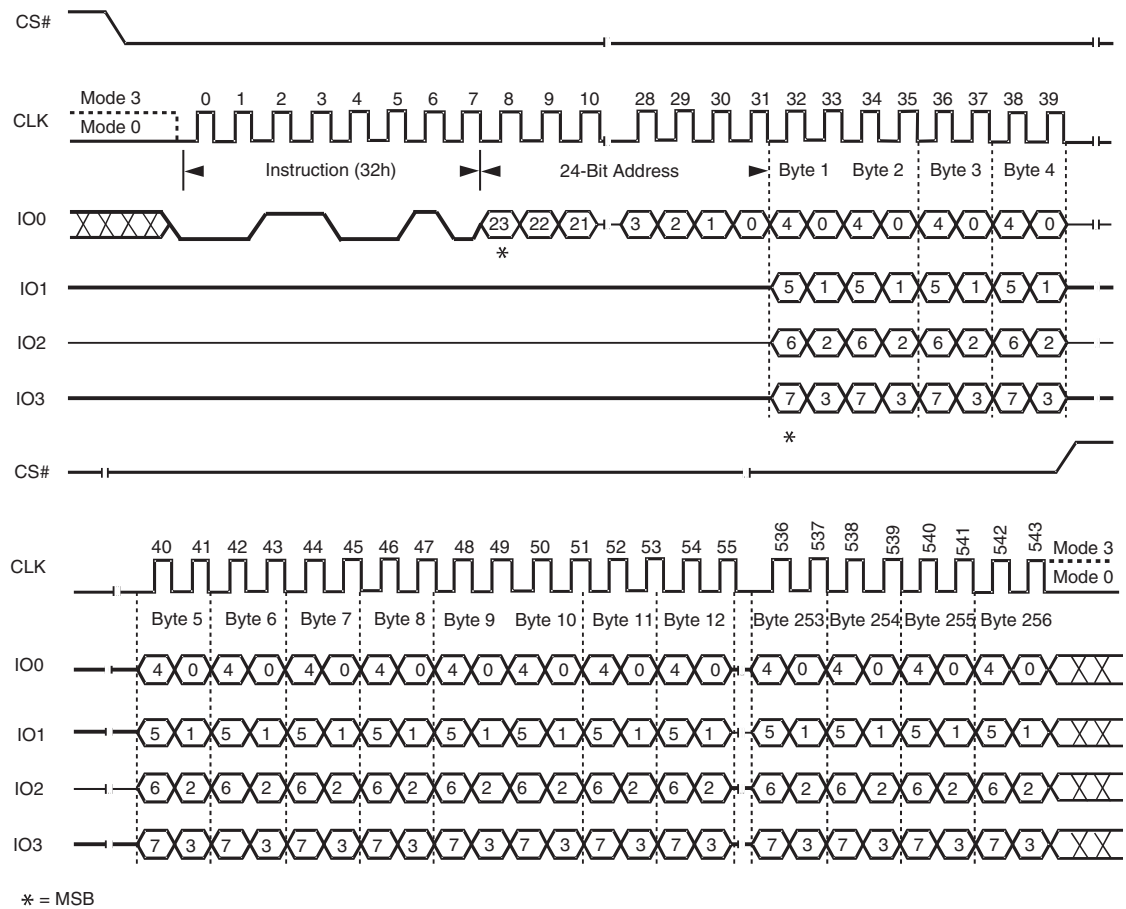 CS#
Mode 3
0 1 2 3 4 5 6 7 8 9 10 28 29 30 31 32 33 34 35 36 37 38 39
CLK
Mode 0
Instruction (32h) 24-Bit Address Byte 1 Byte 2 Byte 3 Byte 4
IO0 23 22 21 3 2 1 0 4 0 4 0 4 0 4 0
*
IO1 5 1 5 1 5 1 5 1
IO2 6 2 6 2 6 2 6 2
IO3 7 3 7 3 7 3 7 3
*
CS#
40 41 42 43 44 45 46 47 48 49 50 51 52 53 54 55 536 537 538 539 540 541 542 543
Mode 3
CLK
Mode 0
Byte 5 Byte 6 Byte 7 Byte 8 Byte 9 Byte 10 Byte 11 Byte 12 Byte 253 Byte 254 Byte 255 Byte 256
IO0 4 0 4 0 4 0 4 0 4 0 4 0 4 0 4 0 4 0 4 0 4 0 4 0
IO1 5 1 5 1 5 1 5 1 5 1 5 1 5 1 5 1 5 1 5 1 5 1 5 1
IO2 6 2 6 2 6 2 6 2 6 2 6 2 6 2 6 2 6 2 6 2 6 2 6 2
IO3 7 3 7 3 7 3 7 3 7 3 7 3 7 3 7 3 7 3 7 3 7 3 7 3
* = MSB